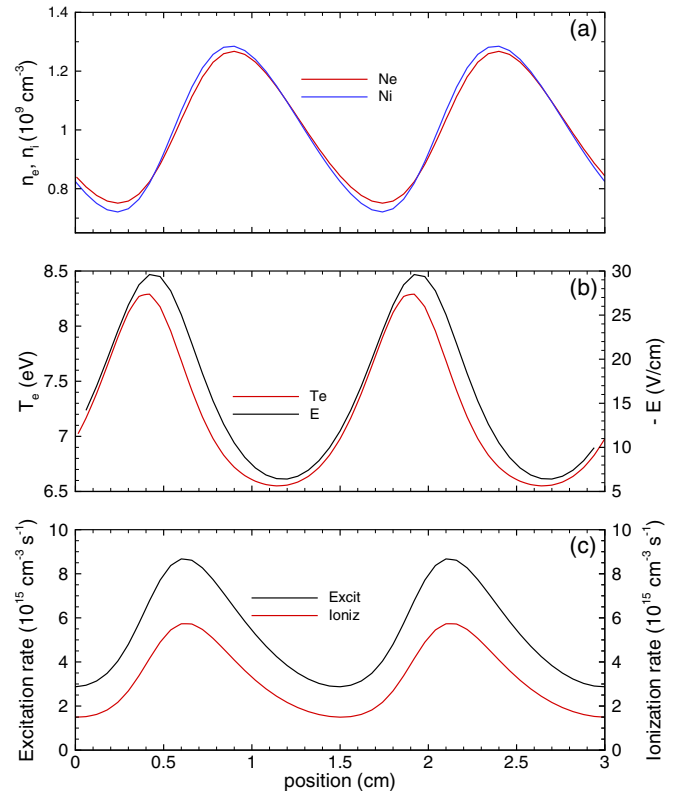 (a)
1.4
1.2
1
0.8
n_e, n_i (10^9 cm^-3)
Ne
Ni
(b)
8.5
8
7.5
7
6.5
T_e (eV)
30
25
20
15
10
5
- E (V/cm)
Te
E
(c)
10
8
6
4
2
0
Excitation rate (10^15 cm^-3 s^-1)
10
8
6
4
2
0
Ionization rate (10^15 cm^-3 s^-1)
Excit
Ioniz
0 0.5 1 1.5 2 2.5 3
position (cm)